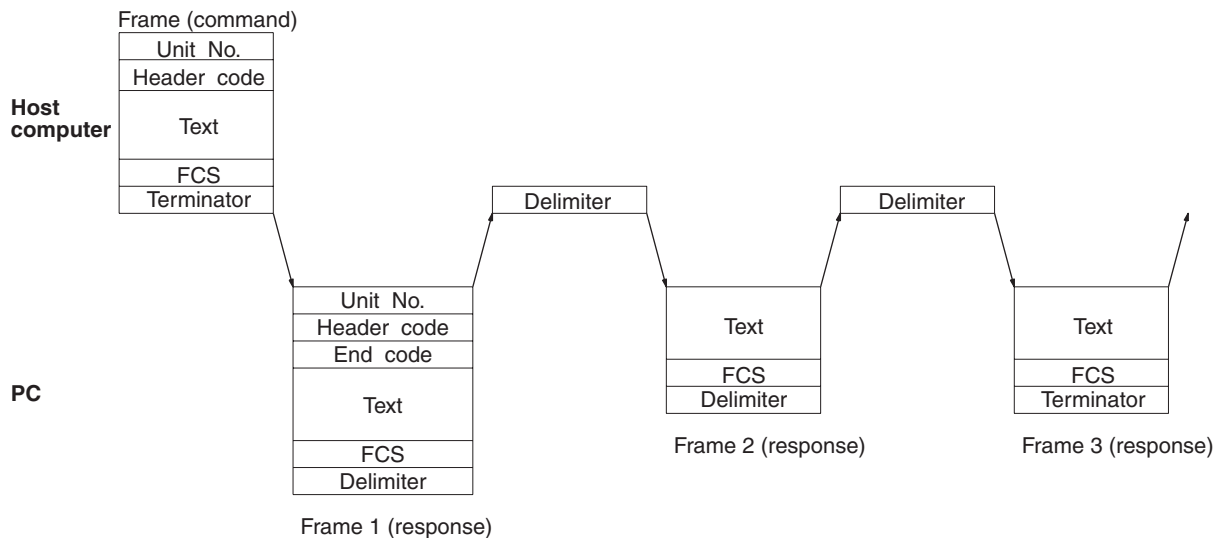 Frame (command)
Unit No.
Header code
Text
FCS
Terminator
Host
computer
Delimiter
Delimiter
PC
Unit No.
Header code
End code
Text
FCS
Delimiter
Frame 1 (response)
Text
FCS
Delimiter
Frame 2 (response)
Text
FCS
Terminator
Frame 3 (response)